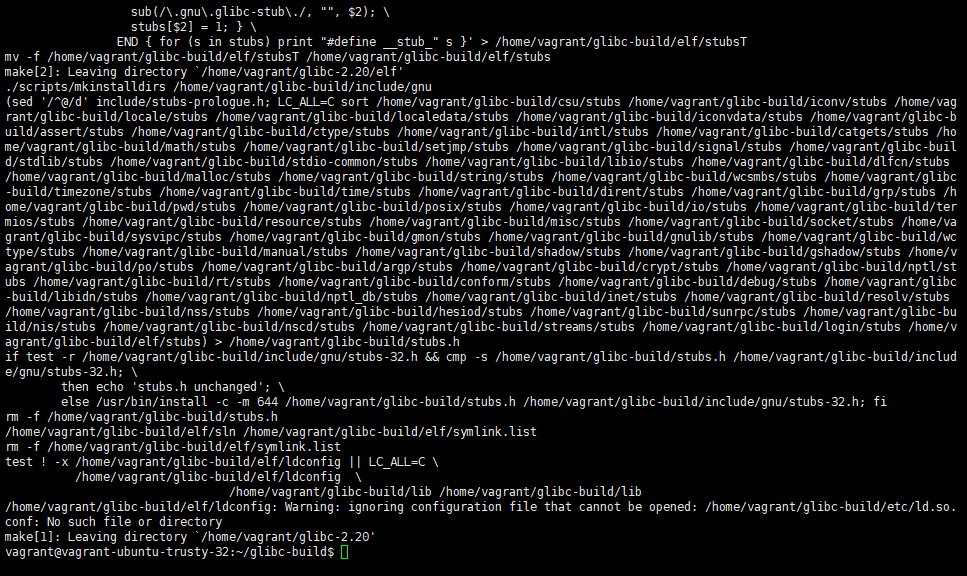 sub(/\.gnu\.glibc-stub\./, "", $2); \
stubs[$2] = 1; } \
END { for (s in stubs) print "#define __stub_" s }' > /home/vagrant/glibc-build/elf/stubsT
mv -f /home/vagrant/glibc-build/elf/stubsT /home/vagrant/glibc-build/elf/stubs
make[2]: Leaving directory `/home/vagrant/glibc-2.20/elf'
./scripts/mkinstalldirs /home/vagrant/glibc-build/include/gnu
(sed '/^@/d' include/stubs-prologue.h; LC_ALL=C sort /home/vagrant/glibc-build/csu/stubs /home/vagrant/glibc-build/iconv/stubs /home/vag
rant/glibc-build/locale/stubs /home/vagrant/glibc-build/localedata/stubs /home/vagrant/glibc-build/iconvdata/stubs /home/vagrant/glibc-b
uild/assert/stubs /home/vagrant/glibc-build/ctype/stubs /home/vagrant/glibc-build/intl/stubs /home/vagrant/glibc-build/catgets/stubs /ho
me/vagrant/glibc-build/math/stubs /home/vagrant/glibc-build/setjmp/stubs /home/vagrant/glibc-build/signal/stubs /home/vagrant/glibc-buil
d/stdlib/stubs /home/vagrant/glibc-build/stdio-common/stubs /home/vagrant/glibc-build/libio/stubs /home/vagrant/glibc-build/dlfcn/stubs
/home/vagrant/glibc-build/malloc/stubs /home/vagrant/glibc-build/string/stubs /home/vagrant/glibc-build/wcsmbs/stubs /home/vagrant/glibc
-build/timezone/stubs /home/vagrant/glibc-build/time/stubs /home/vagrant/glibc-build/dirent/stubs /home/vagrant/glibc-build/grp/stubs /h
ome/vagrant/glibc-build/pwd/stubs /home/vagrant/glibc-build/posix/stubs /home/vagrant/glibc-build/io/stubs /home/vagrant/glibc-build/ter
mios/stubs /home/vagrant/glibc-build/resource/stubs /home/vagrant/glibc-build/misc/stubs /home/vagrant/glibc-build/socket/stubs /home/va
grant/glibc-build/sysvipc/stubs /home/vagrant/glibc-build/gmon/stubs /home/vagrant/glibc-build/gnulib/stubs /home/vagrant/glibc-build/wc
type/stubs /home/vagrant/glibc-build/manual/stubs /home/vagrant/glibc-build/shadow/stubs /home/vagrant/glibc-build/gshadow/stubs /home/v
agrant/glibc-build/po/stubs /home/vagrant/glibc-build/argp/stubs /home/vagrant/glibc-build/crypt/stubs /home/vagrant/glibc-build/nptl/st
ubs /home/vagrant/glibc-build/rt/stubs /home/vagrant/glibc-build/conform/stubs /home/vagrant/glibc-build/debug/stubs /home/vagrant/glibc
-build/libidn/stubs /home/vagrant/glibc-build/nptl_db/stubs /home/vagrant/glibc-build/inet/stubs /home/vagrant/glibc-build/resolv/stubs
/home/vagrant/glibc-build/nss/stubs /home/vagrant/glibc-build/hesiod/stubs /home/vagrant/glibc-build/sunrpc/stubs /home/vagrant/glibc-bu
ild/nis/stubs /home/vagrant/glibc-build/nscd/stubs /home/vagrant/glibc-build/streams/stubs /home/vagrant/glibc-build/login/stubs /home/v
agrant/glibc-build/elf/stubs) > /home/vagrant/glibc-build/stubs.h
if test -r /home/vagrant/glibc-build/include/gnu/stubs-32.h && cmp -s /home/vagrant/glibc-build/stubs.h /home/vagrant/glibc-build/includ
e/gnu/stubs-32.h; \
then echo 'stubs.h unchanged'; \
else /usr/bin/install -c -m 644 /home/vagrant/glibc-build/stubs.h /home/vagrant/glibc-build/include/gnu/stubs-32.h; fi
rm -f /home/vagrant/glibc-build/stubs.h
/home/vagrant/glibc-build/elf/sln /home/vagrant/glibc-build/elf/symlink.list
rm -f /home/vagrant/glibc-build/elf/symlink.list
test ! -x /home/vagrant/glibc-build/elf/ldconfig || LC_ALL=C \
/home/vagrant/glibc-build/elf/ldconfig \
/home/vagrant/glibc-build/lib /home/vagrant/glibc-build/lib
/home/vagrant/glibc-build/elf/ldconfig: Warning: ignoring configuration file that cannot be opened: /home/vagrant/glibc-build/etc/ld.so.
conf: No such file or directory
make[1]: Leaving directory `/home/vagrant/glibc-2.20'
vagrant@vagrant-ubuntu-trusty-32:~/glibc-build$